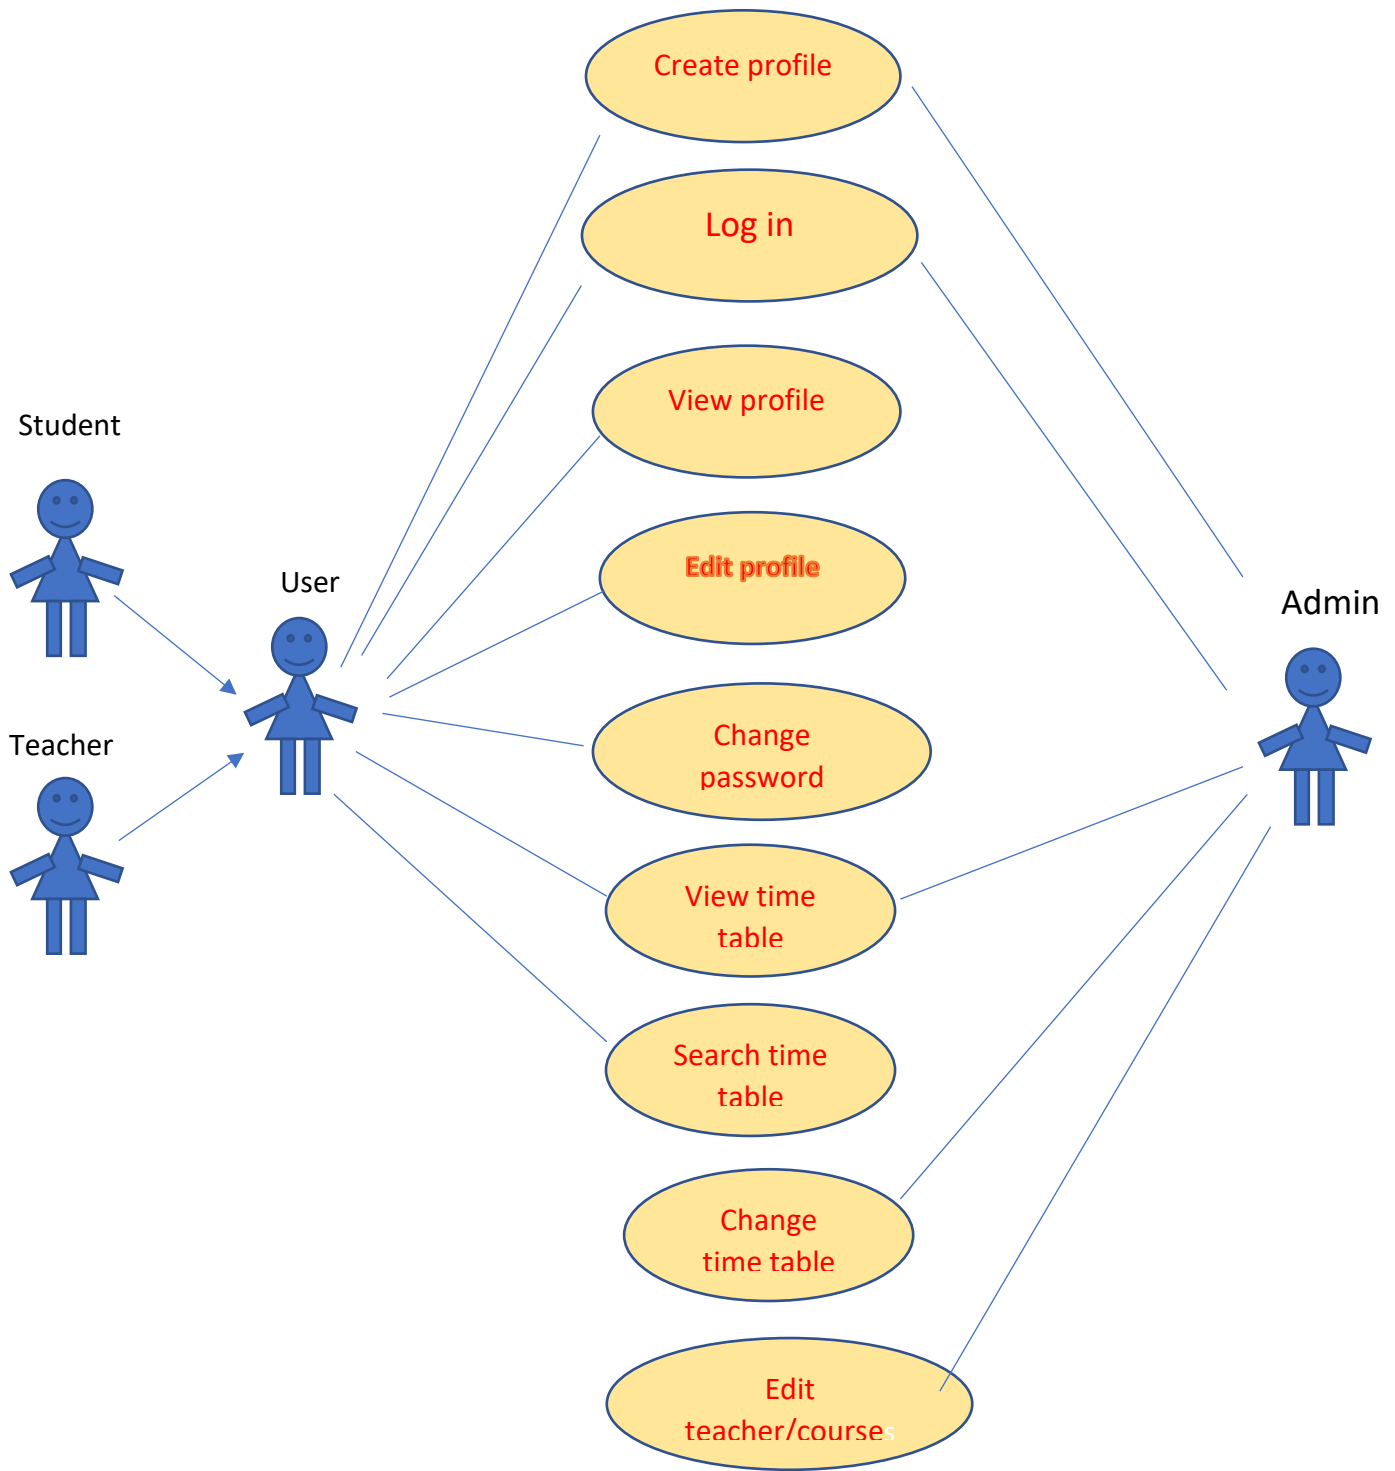 Create profile
Log in
View profile
Student
Edit profile
User
Admin
Change
password
Teacher
View time
table
Search time
table
Change
time table
Edit
teacher/courses